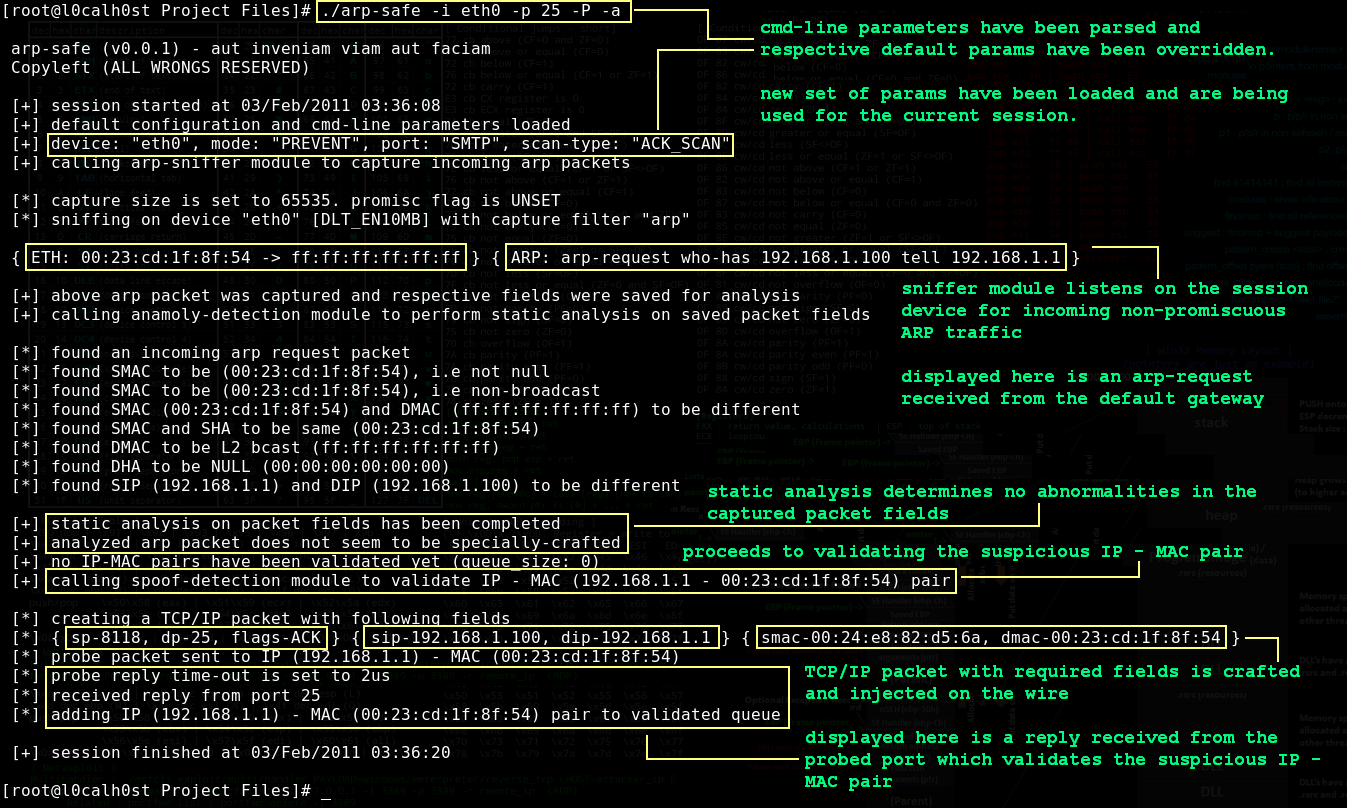 [root@l0calh0st Project Files]# ./arp-safe -i eth0 -p 25 -P -a
cmd-line parameters have been parsed and
respective default params have been overridden.
new set of params have been loaded and are being
used for the current session.
arp-safe (v0.0.1) - aut inveniam viam aut faciam
Copyleft (ALL WRONGS RESERVED)
[+] session started at 03/Feb/2011 03:36:08
[+] default configuration and cmd-line parameters loaded
[+] device: "eth0", mode: "PREVENT", port: "SMTP", scan-type: "ACK_SCAN"
[+] calling arp-sniffer module to capture incoming arp packets
[*] capture size is set to 65535. promisc flag is UNSET
[*] sniffing on device "eth0" [DLT_EN10MB] with capture filter "arp"
{ ETH: 00:23:cd:1f:8f:54 -> ff:ff:ff:ff:ff:ff } { ARP: arp-request who-has 192.168.1.100 tell 192.168.1.1 }
sniffer module listens on the session
device for incoming non-promiscuous
ARP traffic
displayed here is an arp-request
received from the default gateway
[+] above arp packet was captured and respective fields were saved for analysis
[+] calling anamoly-detection module to perform static analysis on saved packet fields
[*] found an incoming arp request packet
[*] found SMAC to be (00:23:cd:1f:8f:54), i.e not null
[*] found SMAC to be (00:23:cd:1f:8f:54), i.e non-broadcast
[*] found SMAC (00:23:cd:1f:8f:54) and DMAC (ff:ff:ff:ff:ff:ff) to be different
[*] found SMAC and SHA to be same (00:23:cd:1f:8f:54)
[*] found DMAC to be L2 bcast (ff:ff:ff:ff:ff:ff)
[*] found DHA to be NULL (00:00:00:00:00:00)
[*] found SIP (192.168.1.1) and DIP (192.168.1.100) to be different
static analysis determines no abnormalities in the
captured packet fields
[+] static analysis on packet fields has been completed
[+] analyzed arp packet does not seem to be specially-crafted
[+] no IP-MAC pairs have been validated yet (queue_size: 0)
[+] calling spoof-detection module to validate IP - MAC (192.168.1.1 - 00:23:cd:1f:8f:54) pair
proceeds to validating the suspicious IP - MAC pair
[*] creating a TCP/IP packet with following fields
[*] { sp-8118, dp-25, flags-ACK } { sip-192.168.1.100, dip-192.168.1.1 } { smac-00:24:e8:82:d5:6a, dmac-00:23:cd:1f:8f:54 }
[*] probe packet sent to IP (192.168.1.1) - MAC (00:23:cd:1f:8f:54)
[*] probe reply time-out is set to 2us
[*] received reply from port 25
[*] adding IP (192.168.1.1) - MAC (00:23:cd:1f:8f:54) pair to validated queue
TCP/IP packet with required fields is crafted
and injected on the wire
displayed here is a reply received from the
probed port which validates the suspicious IP -
MAC pair
[+] session finished at 03/Feb/2011 03:36:20
[root@l0calh0st Project Files]# _